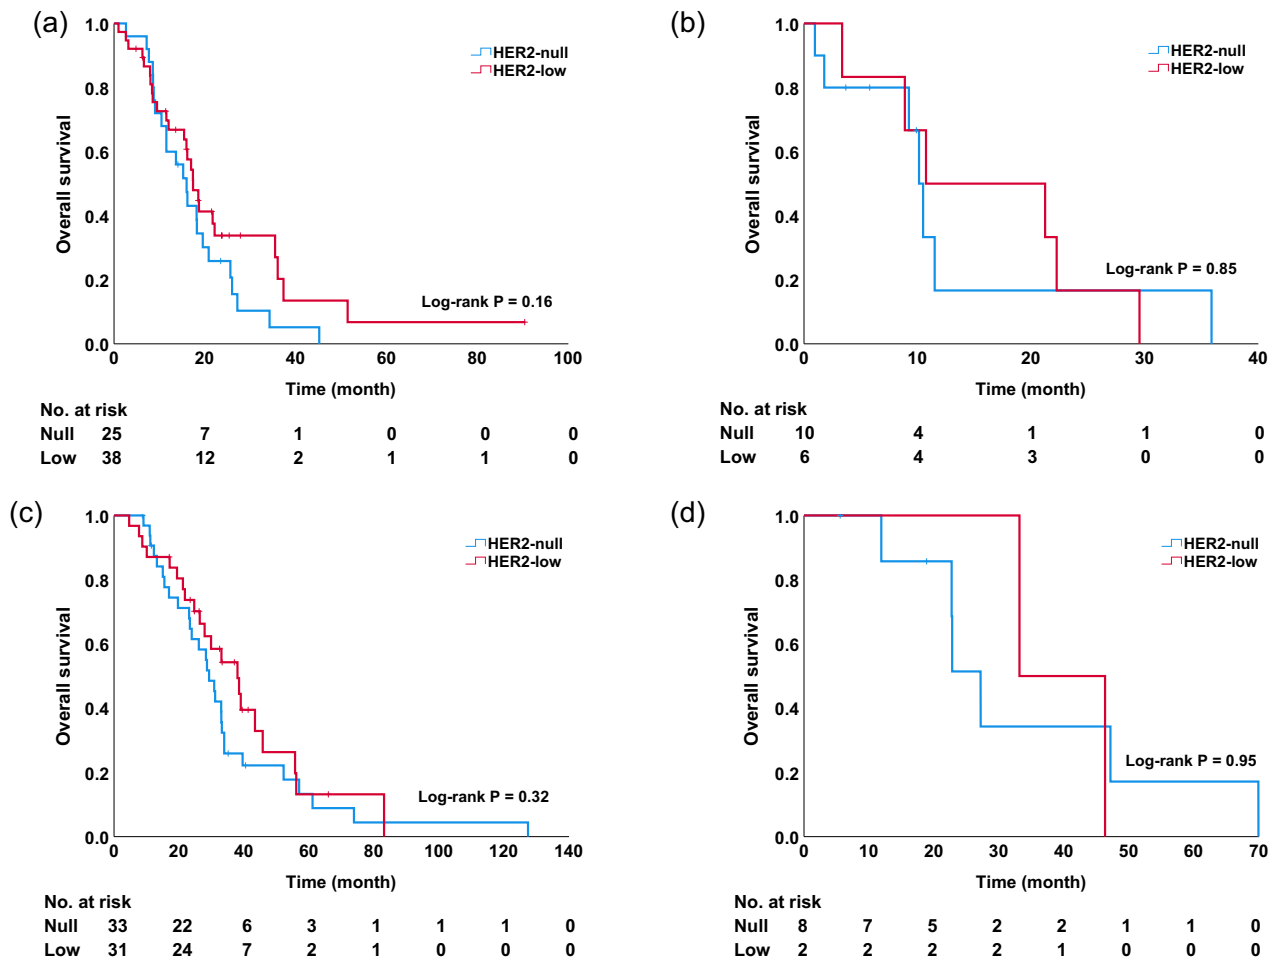 (a)
1.0
0.8
0.6
0.4
0.2
0.0
Overall survival
HER2-null
HER2-low
Log-rank P = 0.16
0 20 40 60 80 100
Time (month)
No. at risk
Null 25 7 1 0 0 0
Low 38 12 2 1 1 0
(b)
1.0
0.8
0.6
0.4
0.2
0.0
Overall survival
HER2-null
HER2-low
Log-rank P = 0.85
0 10 20 30 40
Time (month)
No. at risk
Null 10 4 1 1 0
Low 6 4 3 0 0
(c)
1.0
0.8
0.6
0.4
0.2
0.0
Overall survival
HER2-null
HER2-low
Log-rank P = 0.32
0 20 40 60 80 100 120 140
Time (month)
No. at risk
Null 33 22 6 3 1 1 1 0
Low 31 24 7 2 1 0 0 0
(d)
1.0
0.8
0.6
0.4
0.2
0.0
Overall survival
HER2-null
HER2-low
Log-rank P = 0.95
0 10 20 30 40 50 60 70
Time (month)
No. at risk
Null 8 7 5 2 2 1 1 0
Low 2 2 2 2 1 0 0 0